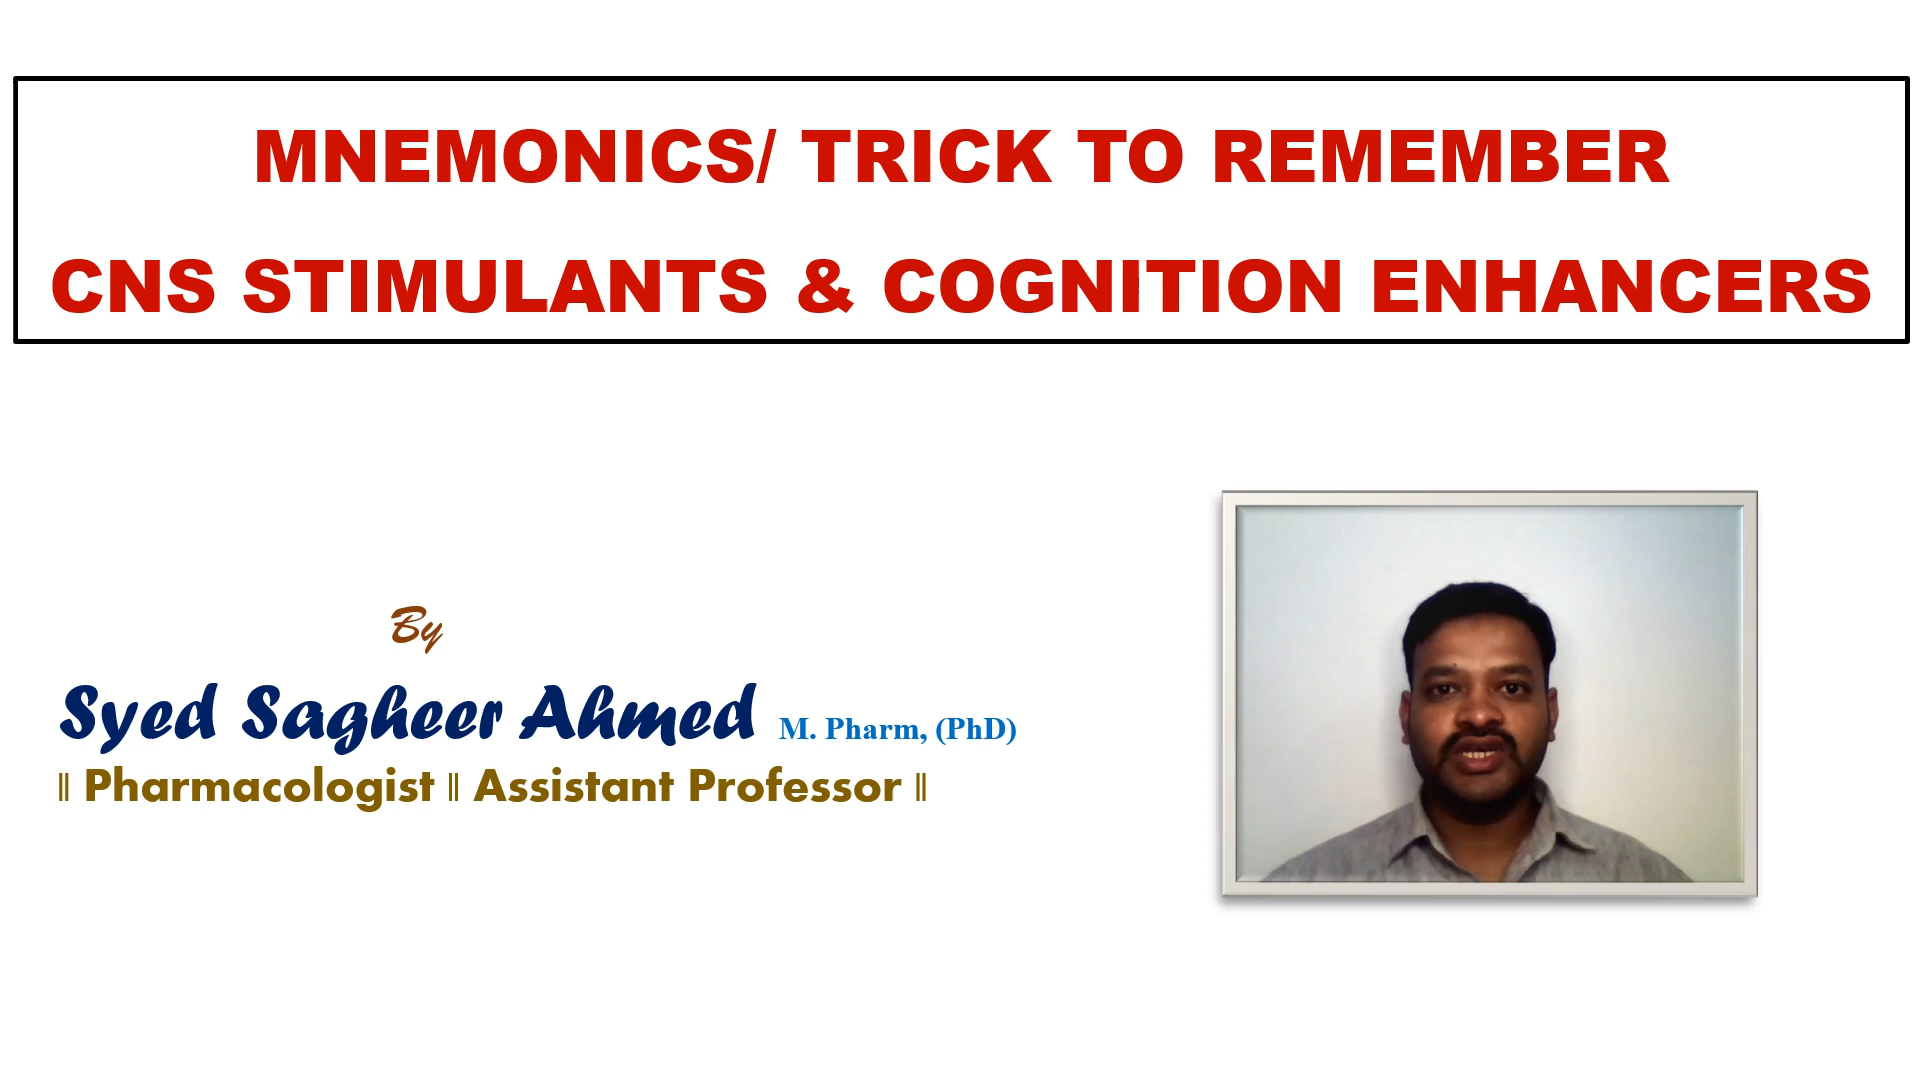 MNEMONICS/ TRICK TO REMEMBER
CNS STIMULANTS & COGNITION ENHANCERS
By
Syed Sagheer Ahmed M. Pharm, (PhD)
‖ Pharmacologist ‖ Assistant Professor ‖